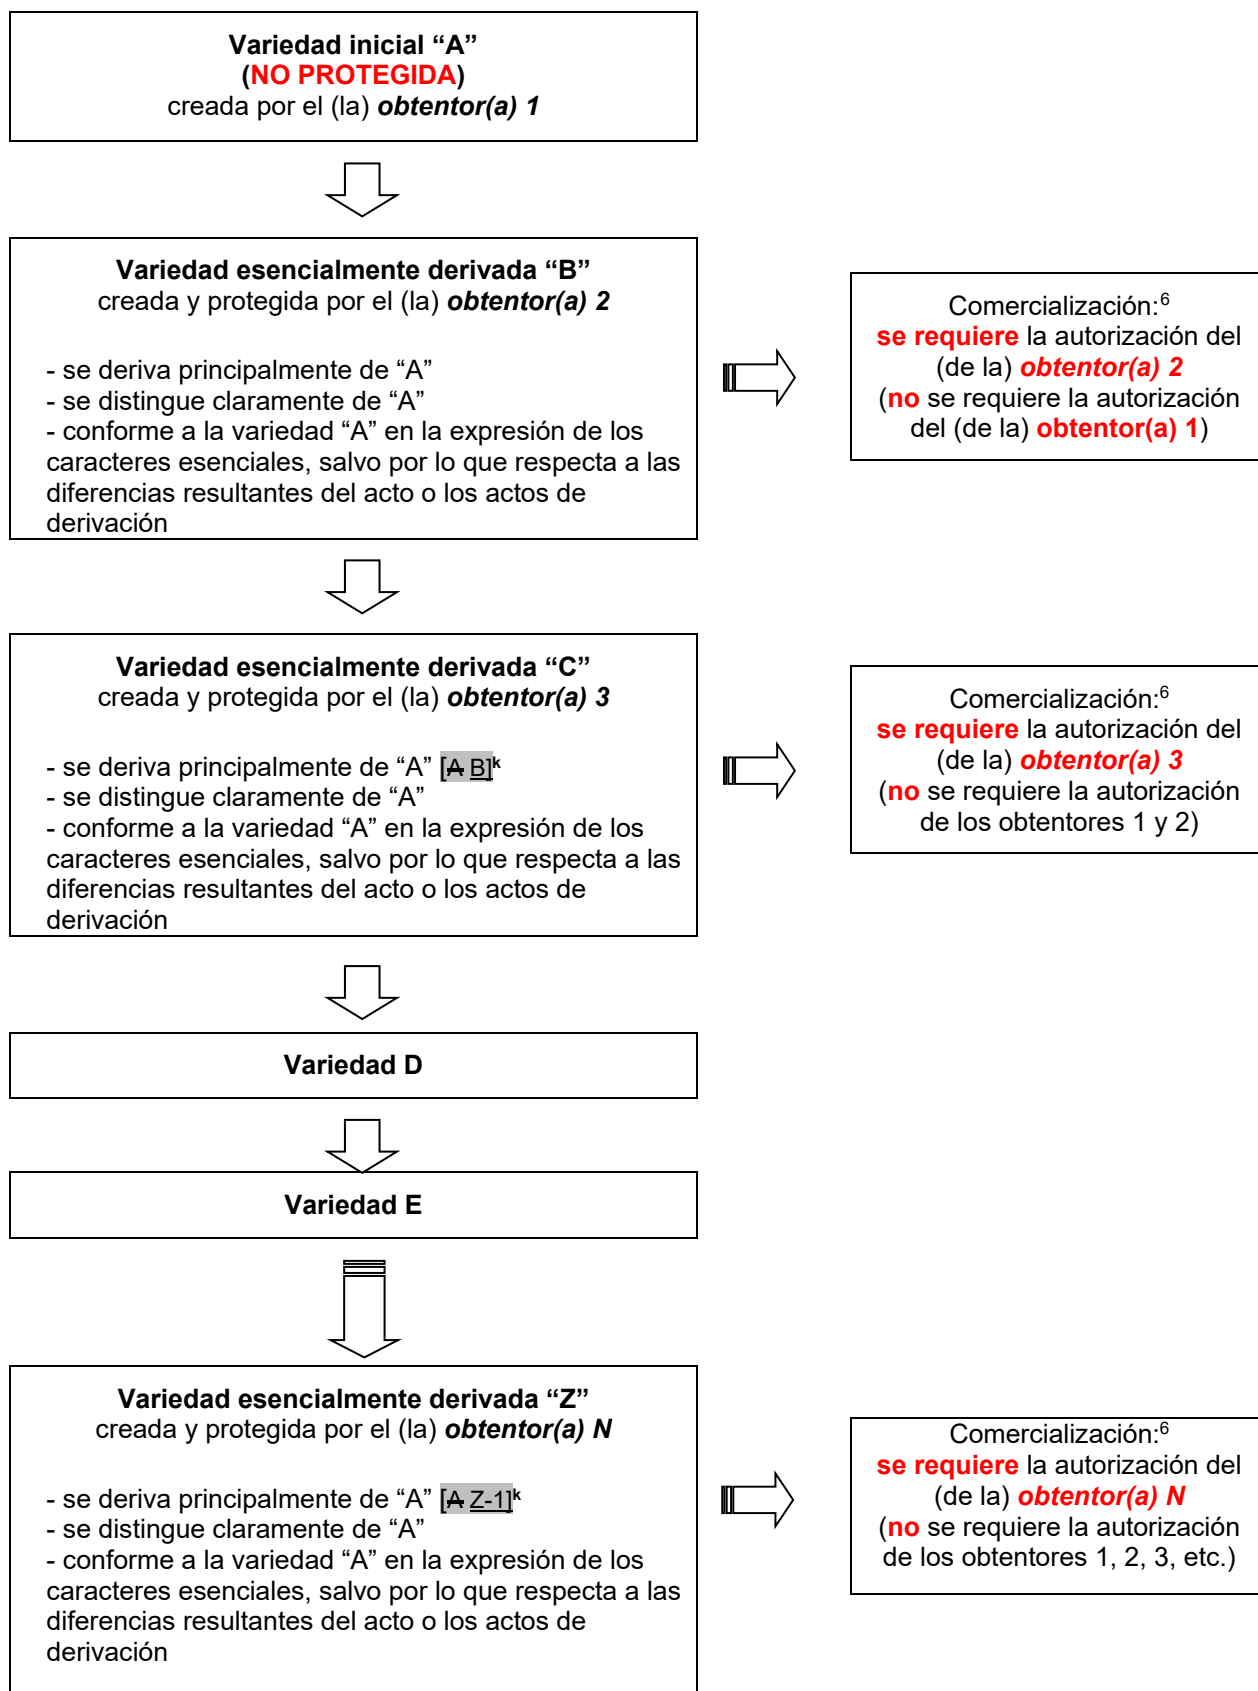 Variedad inicial “A”
(NO PROTEGIDA)
creada por el (la) obtentor(a) 1
Variedad esencialmente derivada “B”
creada y protegida por el (la) obtentor(a) 2
- se deriva principalmente de “A”
- se distingue claramente de “A”
- conforme a la variedad “A” en la expresión de los
caracteres esenciales, salvo por lo que respecta a las
diferencias resultantes del acto o los actos de
derivación
Comercialización:6
se requiere la autorización del
(de la) obtentor(a) 2
(no se requiere la autorización
del (de la) obtentor(a) 1)
Variedad esencialmente derivada “C”
creada y protegida por el (la) obtentor(a) 3
- se deriva principalmente de “A” [A B]k
- se distingue claramente de “A”
- conforme a la variedad “A” en la expresión de los
caracteres esenciales, salvo por lo que respecta a las
diferencias resultantes del acto o los actos de
derivación
Comercialización:6
se requiere la autorización del
(de la) obtentor(a) 3
(no se requiere la autorización
de los obtentores 1 y 2)
Variedad D
Variedad E
Variedad esencialmente derivada “Z”
creada y protegida por el (la) obtentor(a) N
- se deriva principalmente de “A” [A Z-1]k
- se distingue claramente de “A”
- conforme a la variedad “A” en la expresión de los
caracteres esenciales, salvo por lo que respecta a las
diferencias resultantes del acto o los actos de
derivación
Comercialización:6
se requiere la autorización del
(de la) obtentor(a) N
(no se requiere la autorización
de los obtentores 1, 2, 3, etc.)